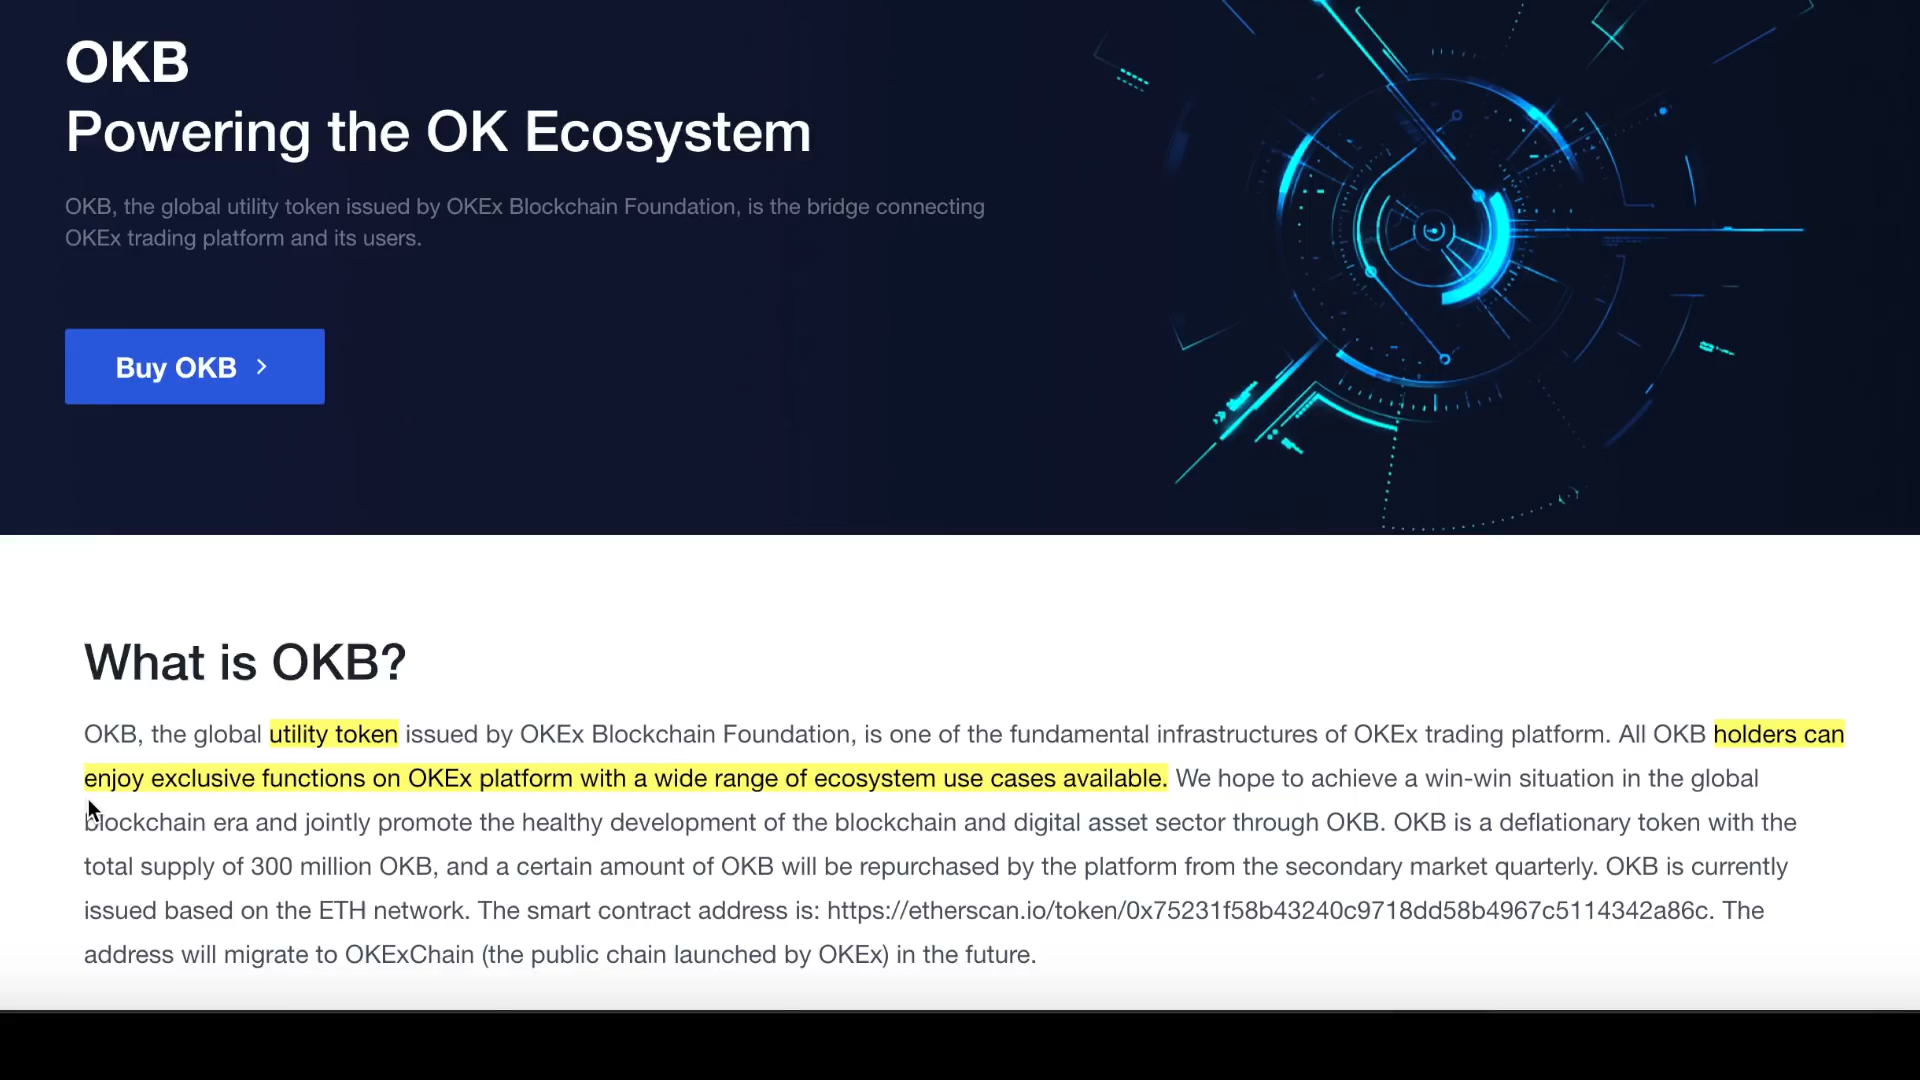 OKB
Powering the OK Ecosystem
OKB, the global utility token issued by OKEx Blockchain Foundation, is the bridge connecting
OKEx trading platform and its users.
Buy OKB
What is OKB?
OKB, the global utility token issued by OKEx Blockchain Foundation, is one of the fundamental infrastructures of OKEx trading platform. All OKB holders can
enjoy exclusive functions on OKEx platform with a wide range of ecosystem use cases available. We hope to achieve a win-win situation in the global
blockchain era and jointly promote the healthy development of the blockchain and digital asset sector through OKB. OKB is a deflationary token with the
total supply of 300 million OKB, and a certain amount of OKB will be repurchased by the platform from the secondary market quarterly. OKB is currently
issued based on the ETH network. The smart contract address is: https://etherscan.io/token/0x75231f58b43240c9718dd58b4967c5114342a86c. The
address will migrate to OKExChain (the public chain launched by OKEx) in the future.